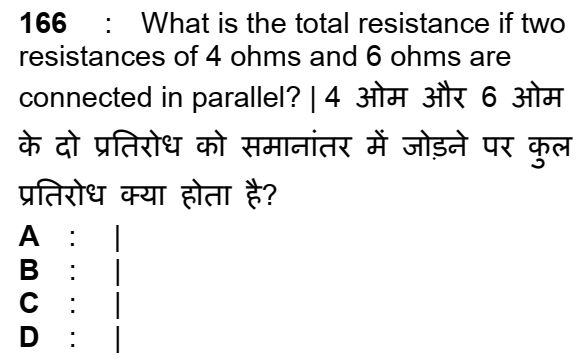 166 : What is the total resistance if two
resistances of 4 ohms and 6 ohms are
connected in parallel? | 4 ओम और 6 ओम
के दो प्रतिरोध को समानांतर में जोड़ने पर कुल
प्रतिरोध क्या होता है?
A : |
B : |
C : |
D : |